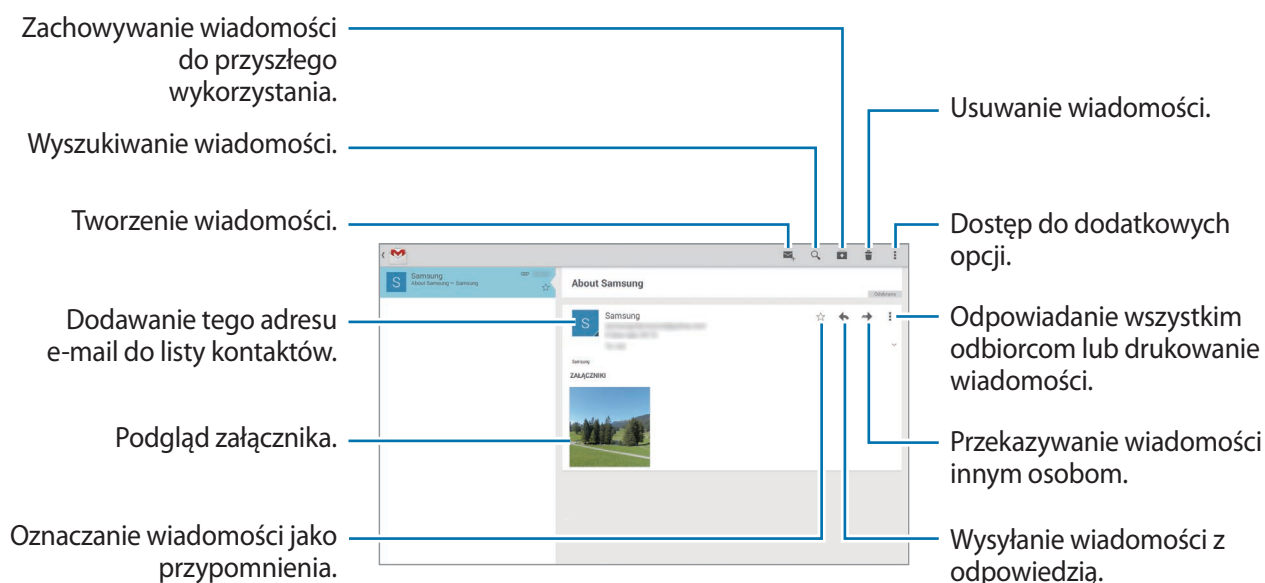 Zachowywanie wiadomości
do przyszłego
wykorzystania.
Wyszukiwanie wiadomości.
Tworzenie wiadomości.
Dodawanie tego adresu
e-mail do listy kontaktów.
Podgląd załącznika.
Oznaczanie wiadomości jako
przypomnienia.
S
Samsung
About Samsung – Samsung
About Samsung
S
Samsung
Samsung
ZAŁĄCZNIKI
Usuwanie wiadomości.
Dostęp do dodatkowych
opcji.
Odpowiadanie wszystkim
odbiorcom lub drukowanie
wiadomości.
Przekazywanie wiadomości
innym osobom.
Wysyłanie wiadomości z
odpowiedzią.